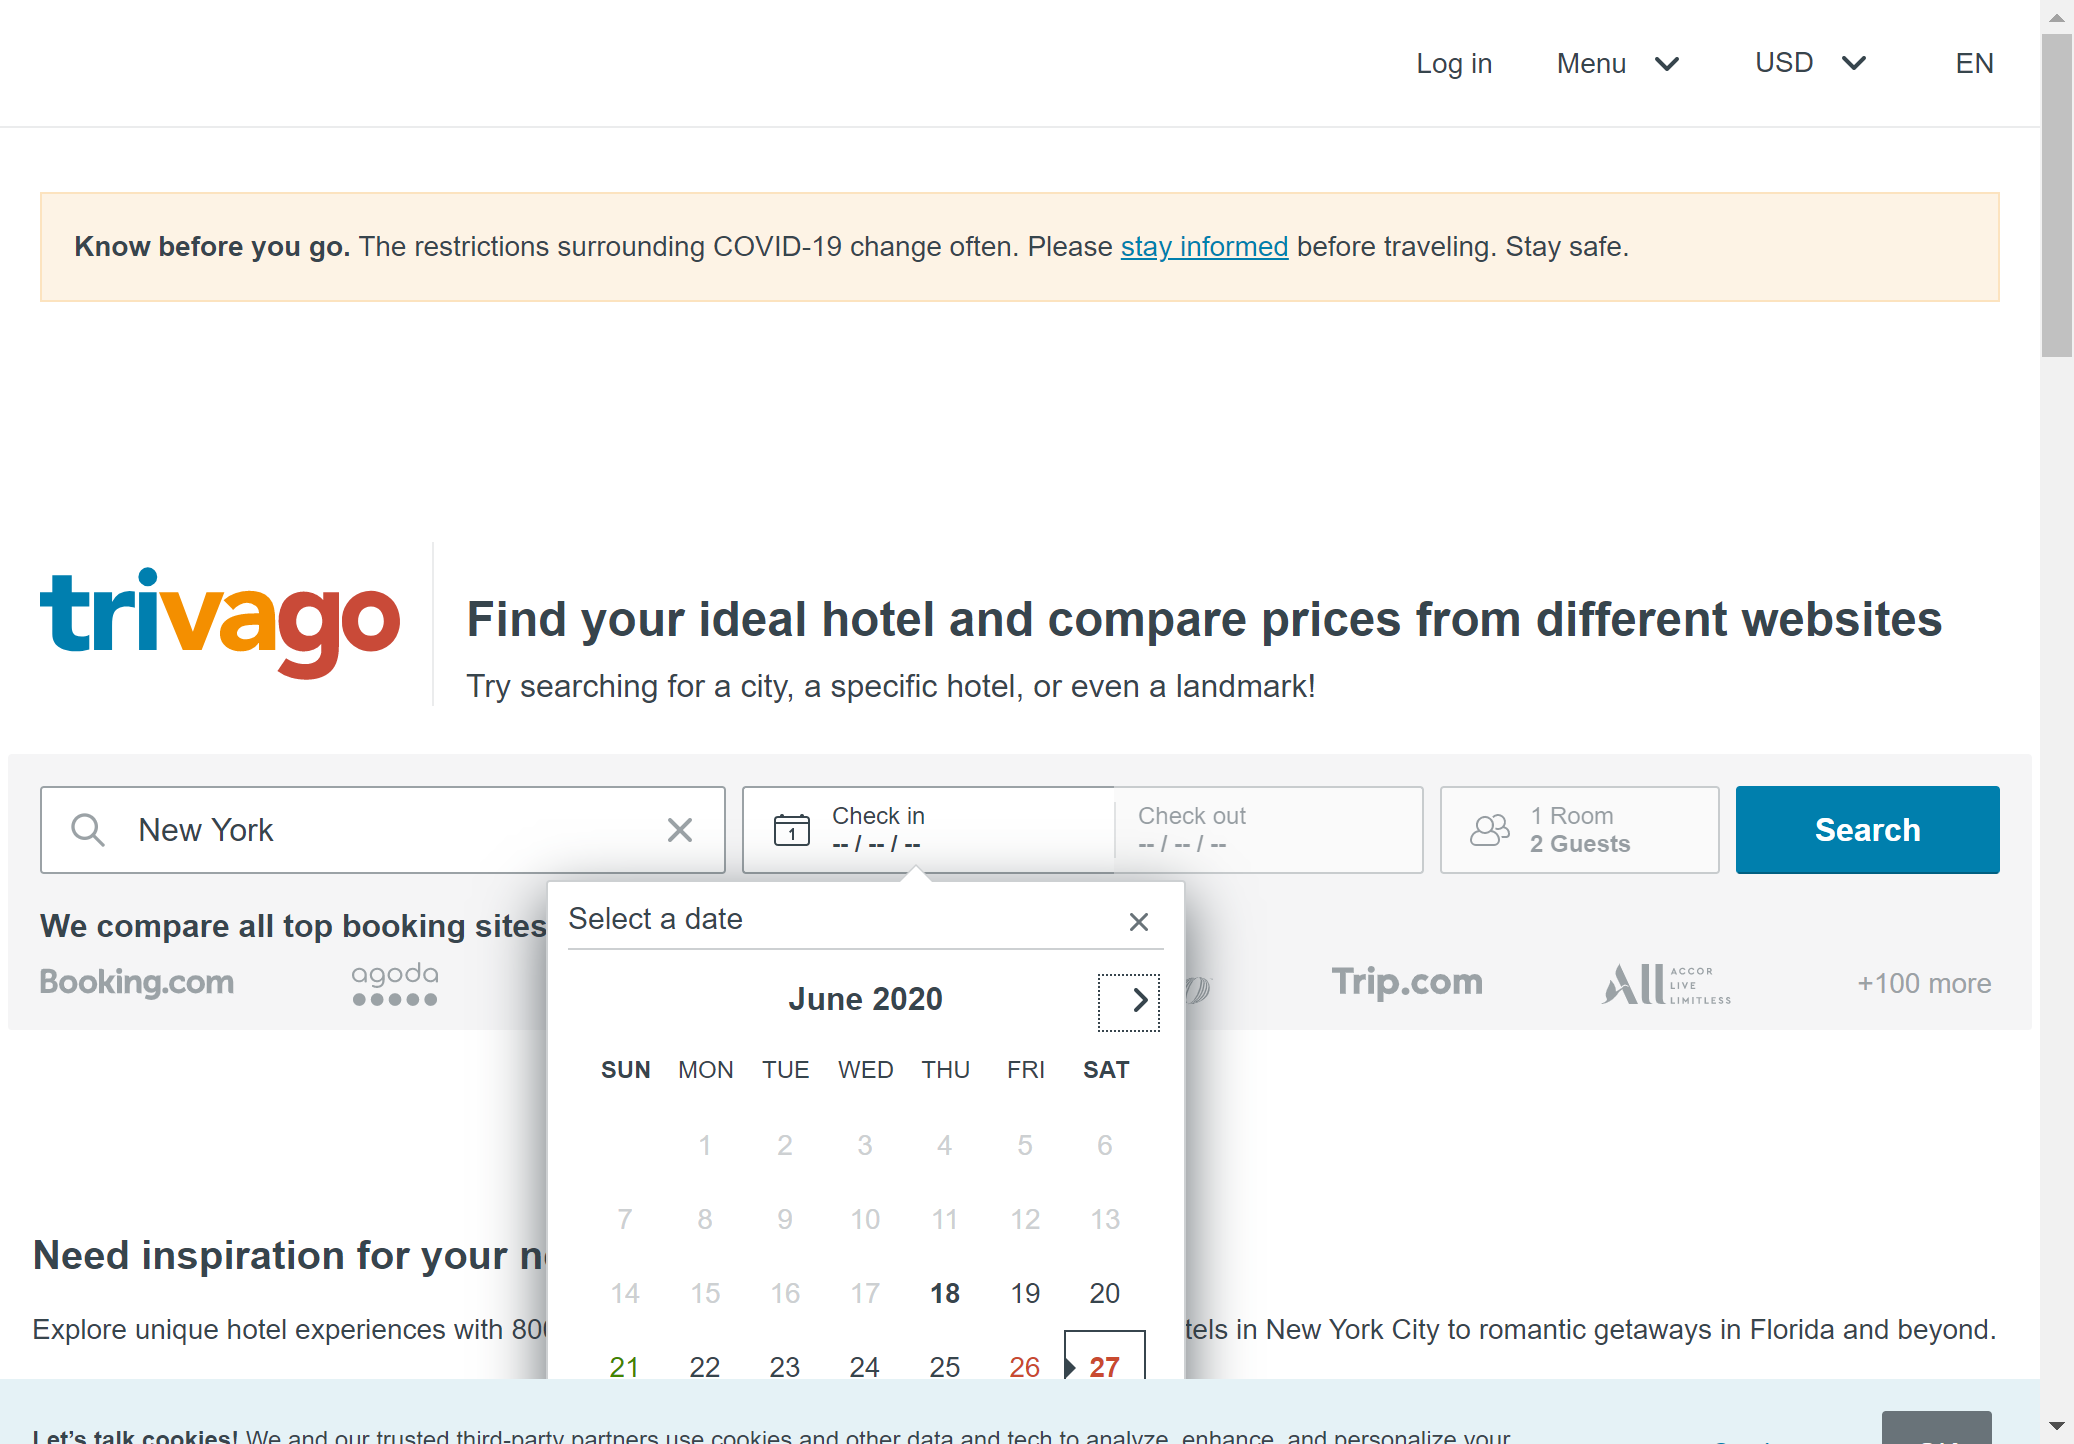 Log in Menu USD EN
Know before you go. The restrictions surrounding COVID-19 change often. Please stay informed before traveling. Stay safe.
trivago
Find your ideal hotel and compare prices from different websites
Try searching for a city, a specific hotel, or even a landmark!
New York
1
Check in
-- / -- / --
Check out
-- / -- / --
1 Room
2 Guests
Search
We compare all top booking sites
Booking.com
agoda
Trip.com
All ACCOR LIVE LIMITLESS
+100 more
Select a date
June 2020
SUN MON TUE WED THU FRI SAT
1 2 3 4 5 6
7 8 9 10 11 12 13
14 15 16 17 18 19 20
21 22 23 24 25 26 27
Need inspiration for your
Explore unique hotel experiences with
in New York City to romantic getaways in Florida and beyond.
Let's talk cookies! We and our trusted third-party partners use cookies and other data and tech to analyze, enhance, and personalize your